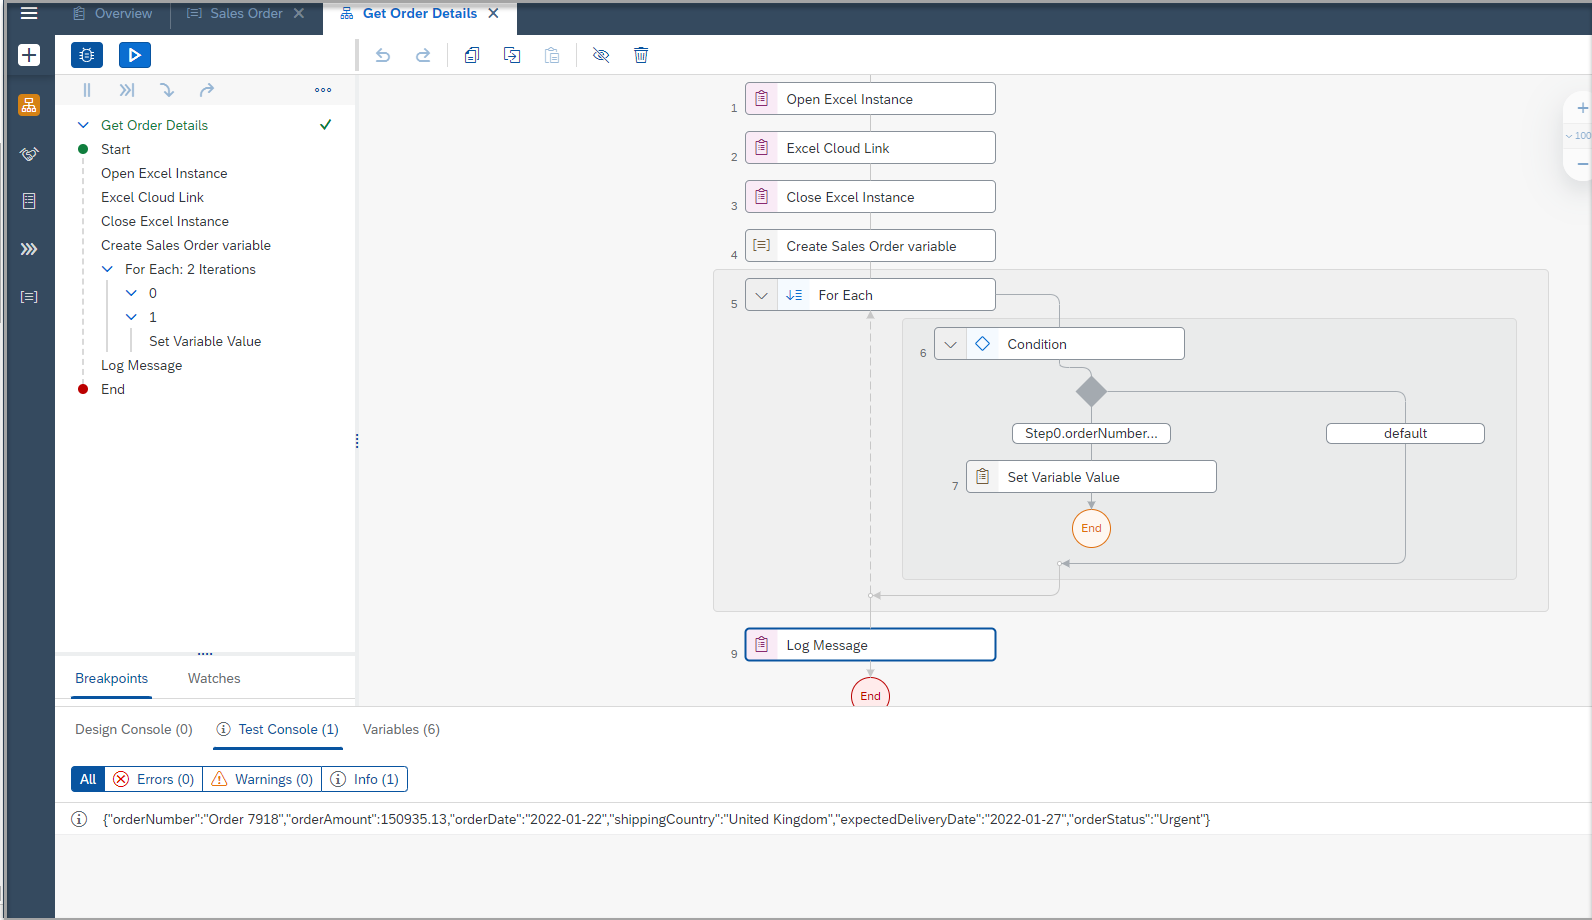 Overview
Sales Order
Get Order Details
Get Order Details
Start
Open Excel Instance
Excel Cloud Link
Close Excel Instance
Create Sales Order variable
For Each: 2 Iterations
0
1
Set Variable Value
Log Message
End
1
Open Excel Instance
2
Excel Cloud Link
3
Close Excel Instance
4
Create Sales Order variable
5
For Each
6
Condition
Step0.orderNumber...
default
7
Set Variable Value
End
9
Log Message
End
100
Breakpoints
Watches
Design Console (0)
Test Console (1)
Variables (6)
All
Errors (0)
Warnings (0)
Info (1)
{"orderNumber":"Order 7918","orderAmount":150935.13,"orderDate":"2022-01-22","shippingCountry":"United Kingdom","expectedDeliveryDate":"2022-01-27","orderStatus":"Urgent"}